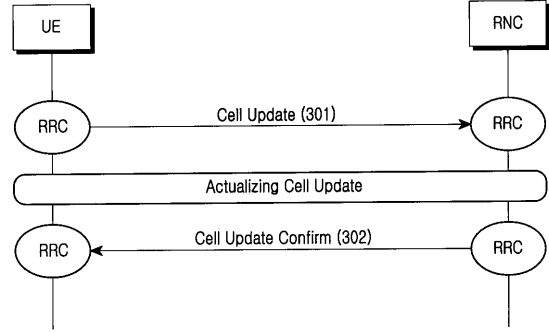 UE RNC
RRC Cell Update (301) RRC
Actualizing Cell Update
RRC Cell Update Confirm (302) RRC